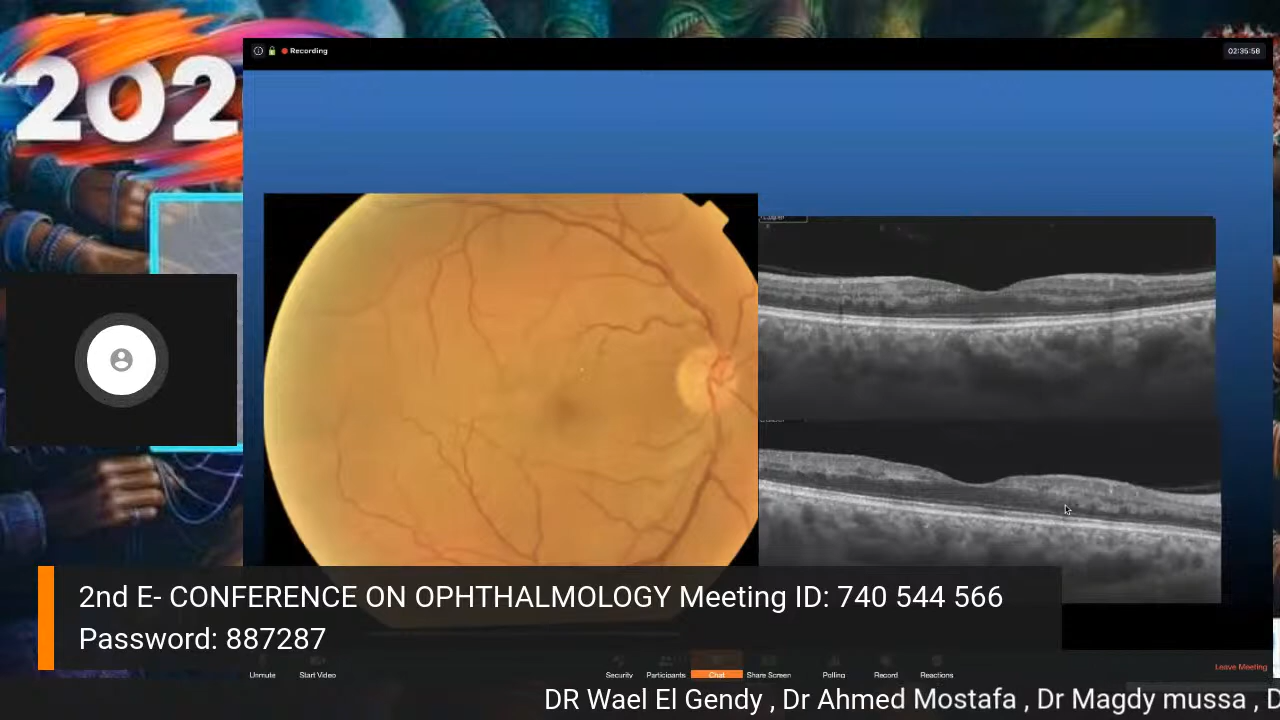 202
Recording
02:35:58
2nd E- CONFERENCE ON OPHTHALMOLOGY Meeting ID: 740 544 566
Password: 887287
Unmute
Start Video
Security
Participants
Chat
Share Screen
Polling
Record
Reactions
Leave Meeting
DR Wael El Gendy , Dr Ahmed Mostafa , Dr Magdy mussa , D